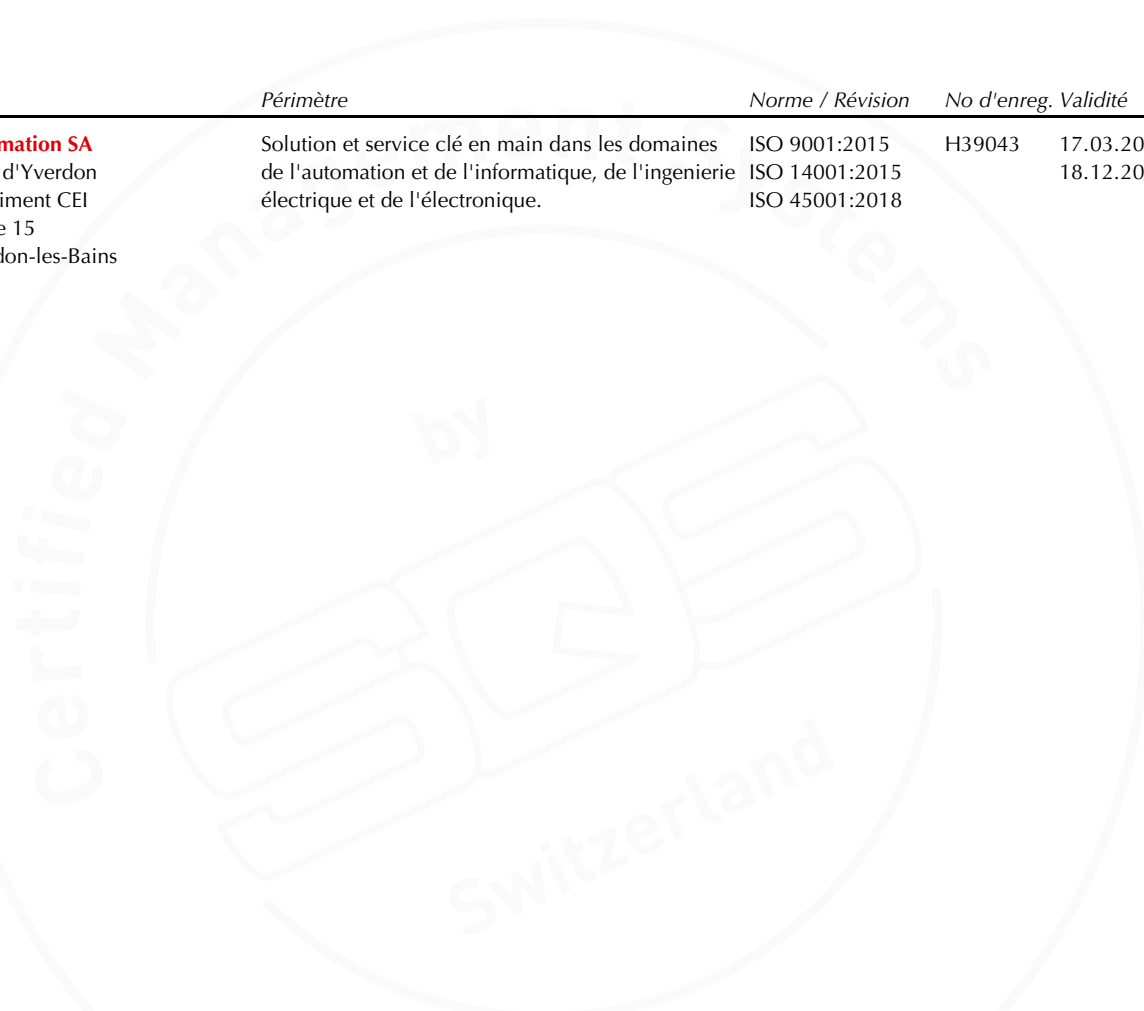 Périmètre Norme / Révision No d'enreg. Validité
mation SA Solution et service clé en main dans les domaines ISO 9001:2015 H39043 17.03.20
d'Yverdon de l'automation et de l'informatique, de l'ingenierie ISO 14001:2015 18.12.20
iment CEI électrique et de l'électronique. ISO 45001:2018
e 15
don-les-Bains
Certified Management Systems
by
SQS
Switzerland